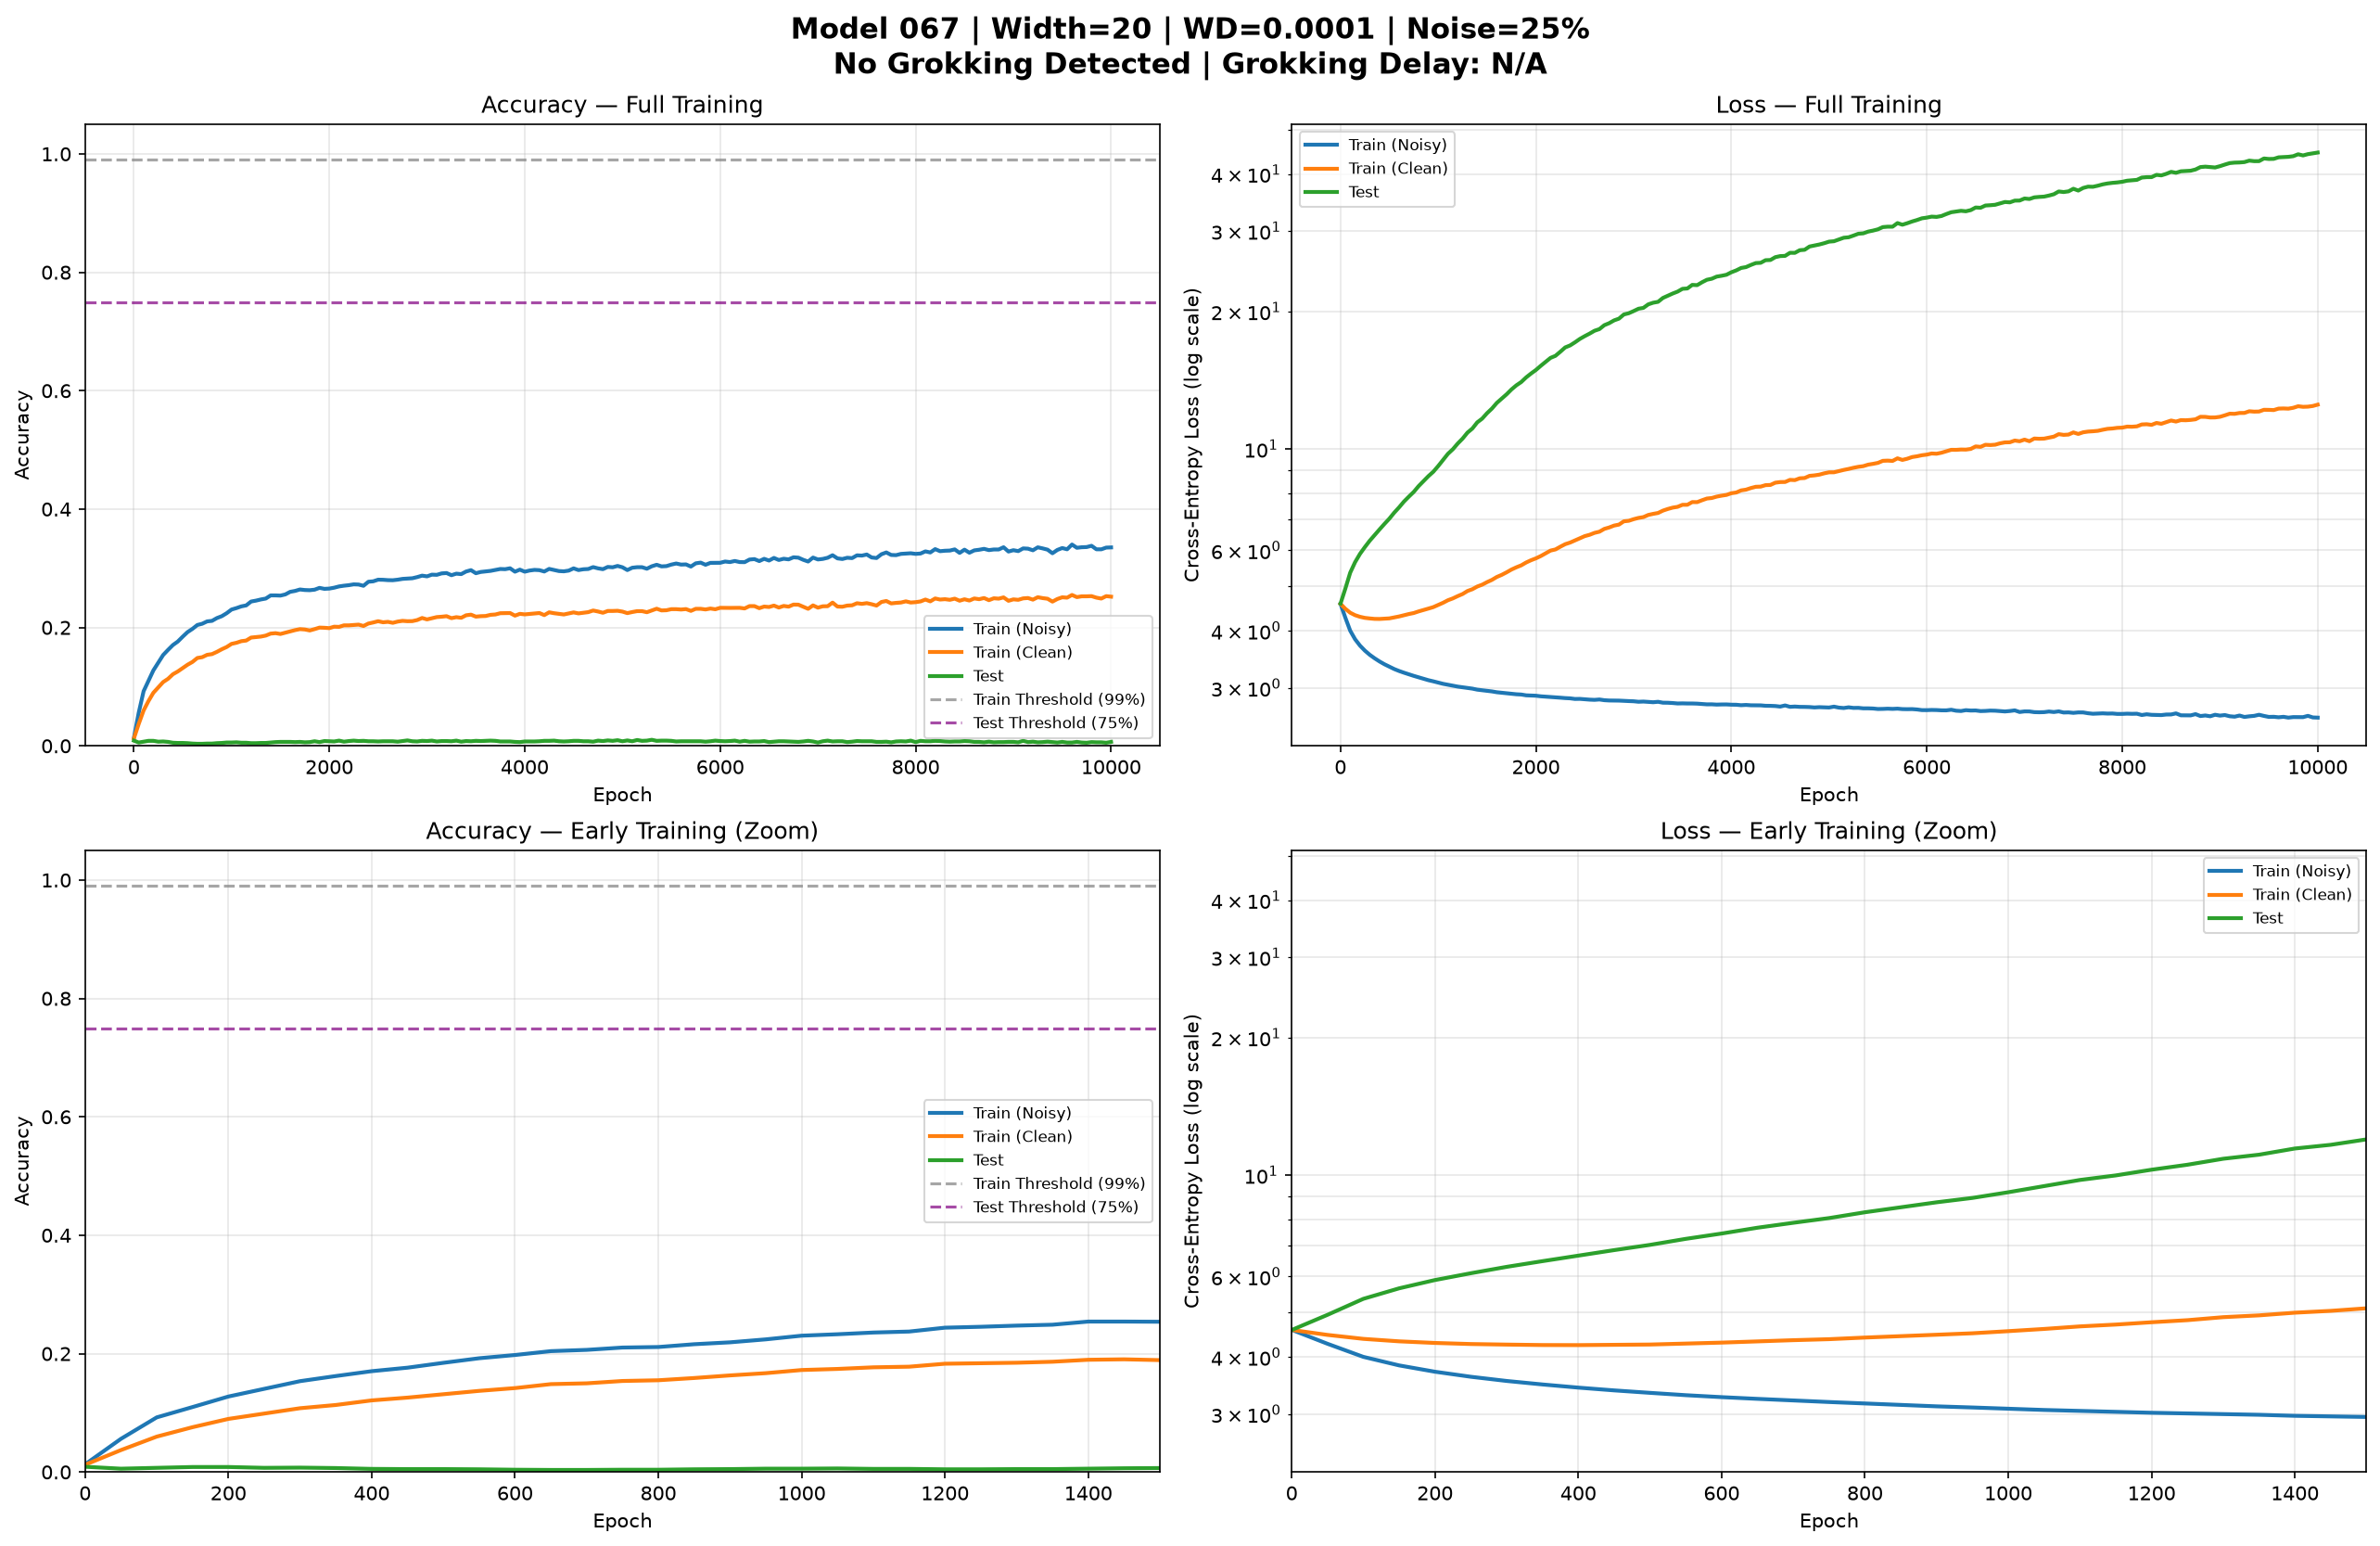 Model 067 | Width=20 | WD=0.0001 | Noise=25%
No Grokking Detected | Grokking Delay: N/A
Accuracy — Full Training
1.0
0.8
0.6
0.4
0.2
0.0
Accuracy
0 2000 4000 6000 8000 10000
Epoch
Train (Noisy)
Train (Clean)
Test
Train Threshold (99%)
Test Threshold (75%)
Loss — Full Training
4 × 10¹
3 × 10¹
2 × 10¹
10¹
6 × 10⁰
4 × 10⁰
3 × 10⁰
Cross-Entropy Loss (log scale)
0 2000 4000 6000 8000 10000
Epoch
Train (Noisy)
Train (Clean)
Test
Accuracy — Early Training (Zoom)
1.0
0.8
0.6
0.4
0.2
0.0
Accuracy
0 200 400 600 800 1000 1200 1400
Epoch
Train (Noisy)
Train (Clean)
Test
Train Threshold (99%)
Test Threshold (75%)
Loss — Early Training (Zoom)
4 × 10¹
3 × 10¹
2 × 10¹
10¹
6 × 10⁰
4 × 10⁰
3 × 10⁰
Cross-Entropy Loss (log scale)
0 200 400 600 800 1000 1200 1400
Epoch
Train (Noisy)
Train (Clean)
Test